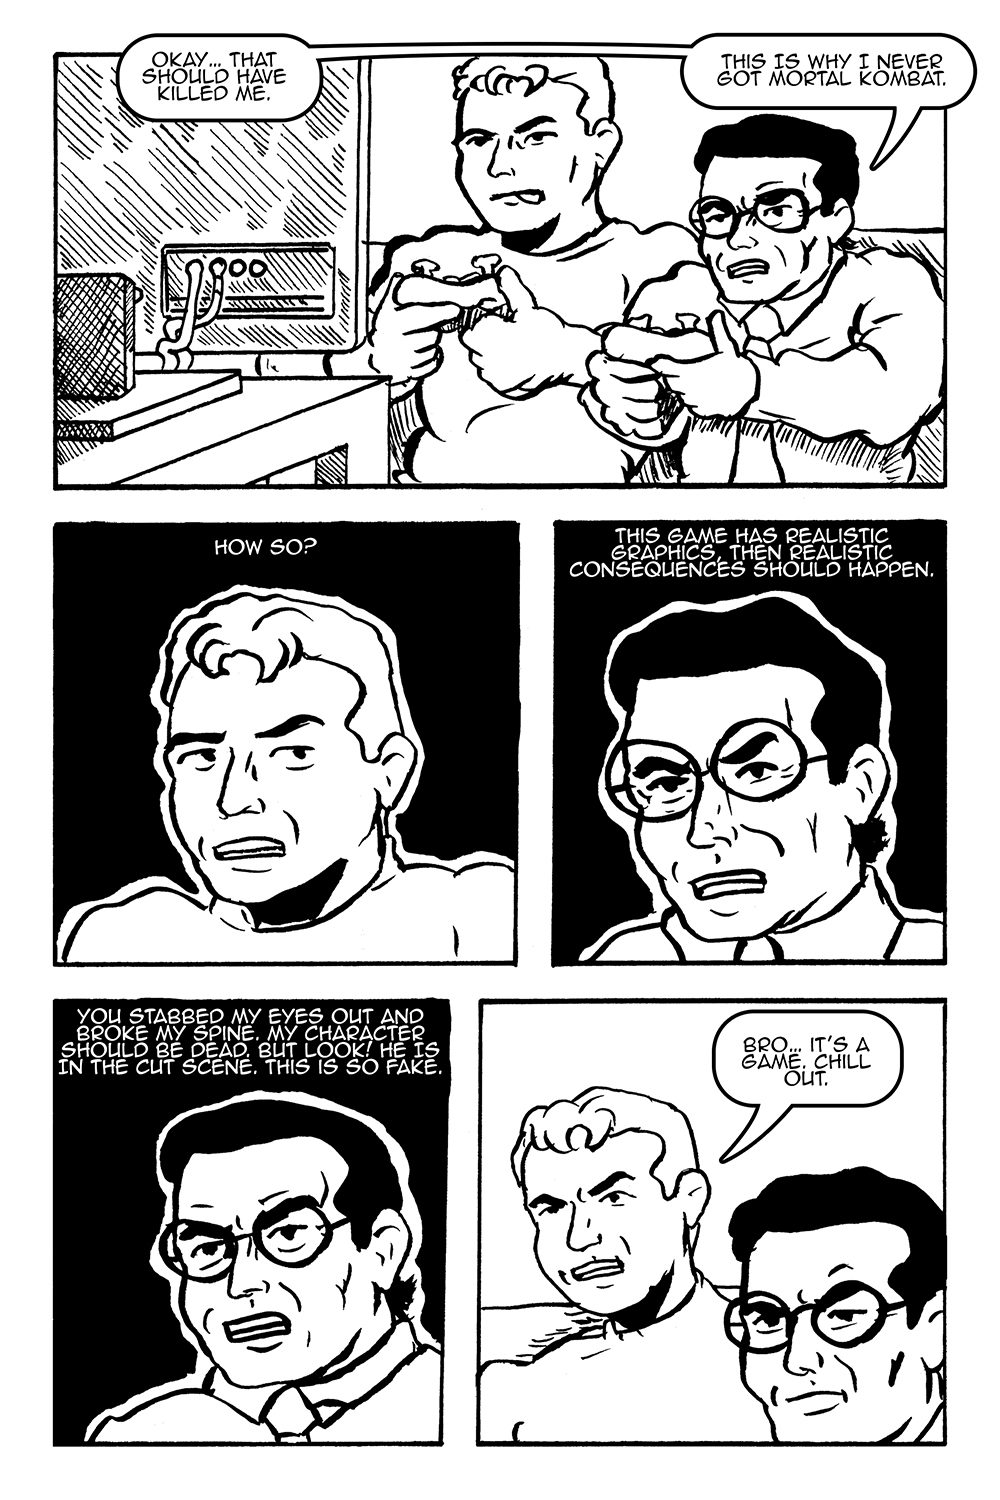 OKAY... THAT
SHOULD HAVE
KILLED ME.
THIS IS WHY I NEVER
GOT MORTAL KOMBAT.
HOW SO?
THIS GAME HAS REALISTIC
GRAPHICS, THEN REALISTIC
CONSEQUENCES SHOULD HAPPEN.
YOU STABBED MY EYES OUT AND
BROKE MY SPINE. MY CHARACTER
SHOULD BE DEAD. BUT LOOK! HE IS
IN THE CUT SCENE. THIS IS SO FAKE.
BRO... IT'S A
GAME. CHILL
OUT.